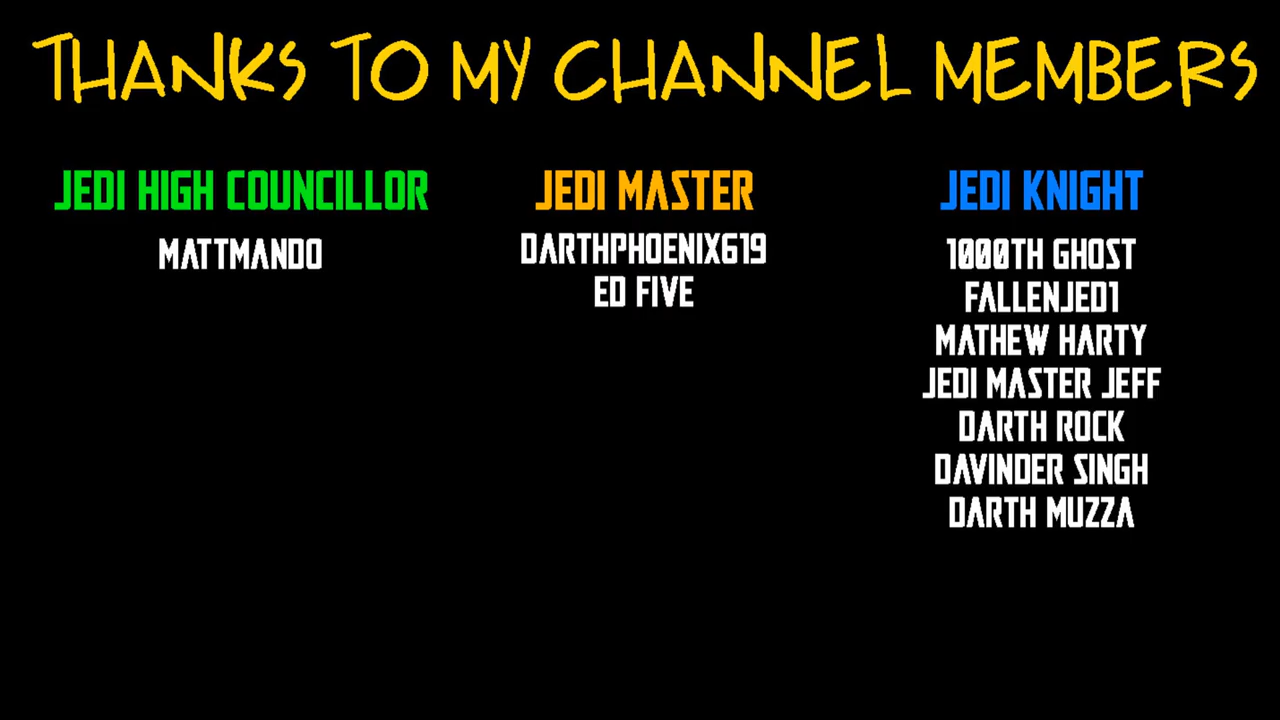 THANKS TO MY CHANNEL MEMBERS
JEDI HIGH COUNCILLOR
MATTMANDO
JEDI MASTER
DARTHPHOENIX619
ED FIVE
JEDI KNIGHT
1000TH GHOST
FALLENJED1
MATHEW HARTY
JEDI MASTER JEFF
DARTH ROCK
DAVINDER SINGH
DARTH MUZZA